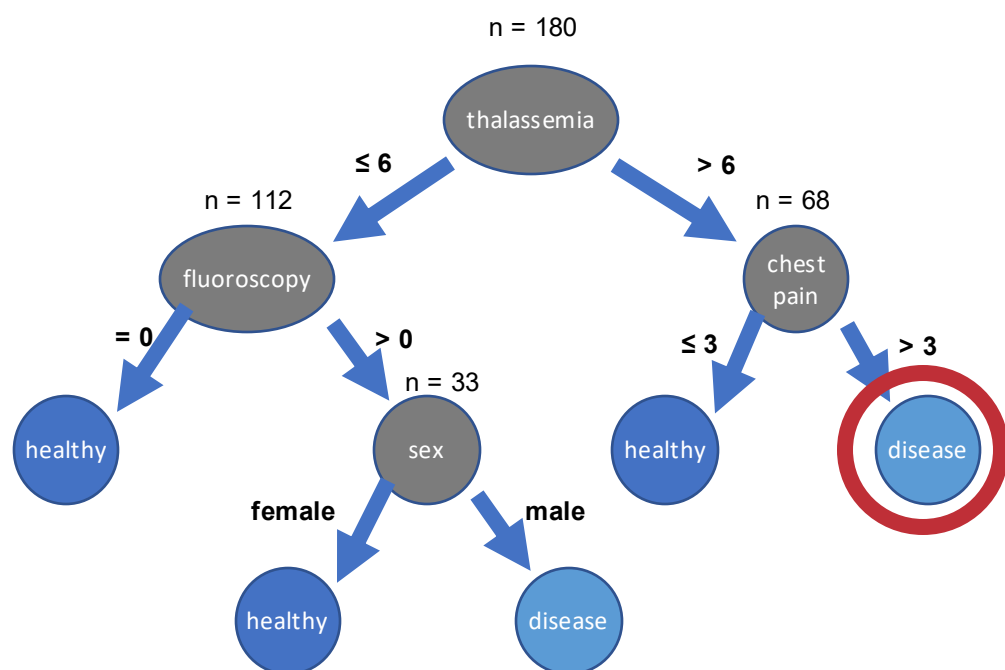 n = 180
thalassemia
≤ 6
> 6
n = 112
n = 68
fluoroscopy
chest
pain
= 0
> 0
≤ 3
> 3
n = 33
healthy
sex
healthy
disease
female
male
healthy
disease